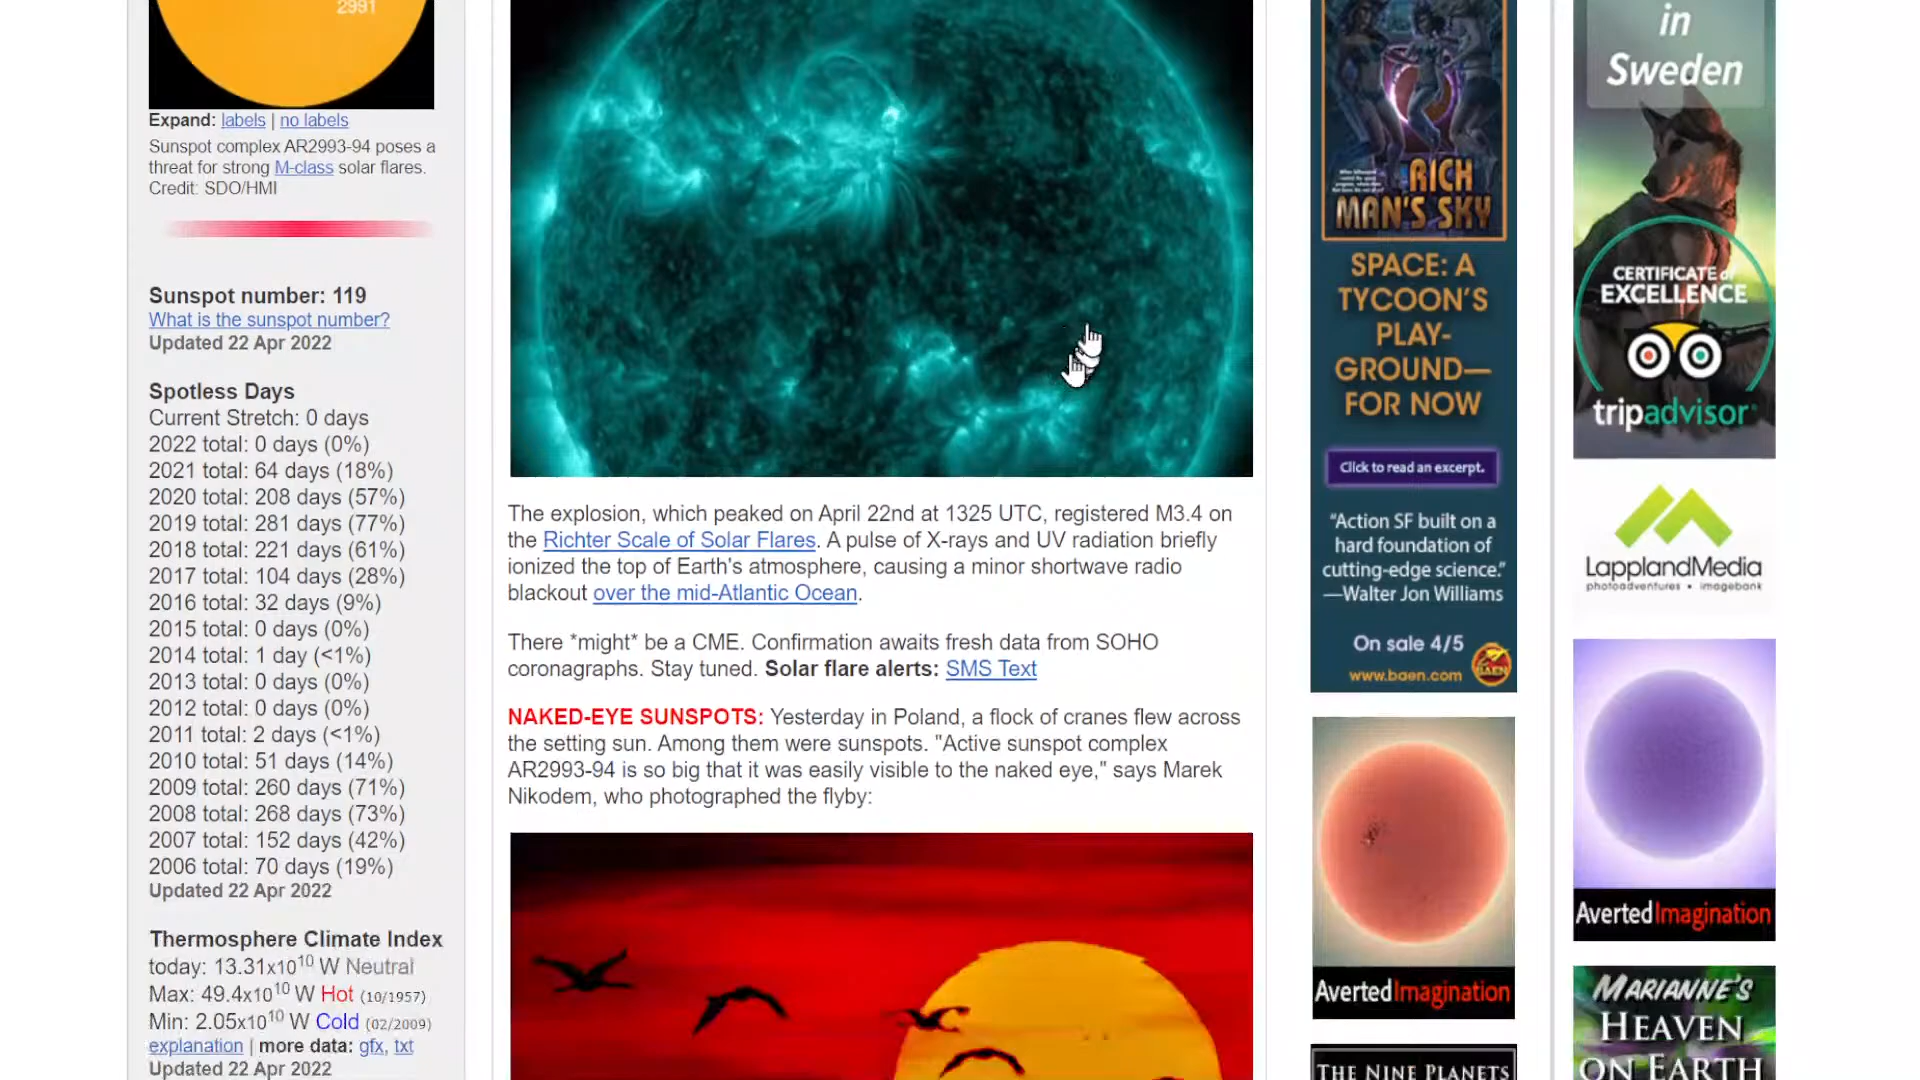 2991
Expand: labels | no labels
Sunspot complex AR2993-94 poses a
threat for strong M-class solar flares.
Credit: SDO/HMI
Sunspot number: 119
What is the sunspot number?
Updated 22 Apr 2022
Spotless Days
Current Stretch: 0 days
2022 total: 0 days (0%)
2021 total: 64 days (18%)
2020 total: 208 days (57%)
2019 total: 281 days (77%)
2018 total: 221 days (61%)
2017 total: 104 days (28%)
2016 total: 32 days (9%)
2015 total: 0 days (0%)
2014 total: 1 day (<1%)
2013 total: 0 days (0%)
2012 total: 0 days (0%)
2011 total: 2 days (<1%)
2010 total: 51 days (14%)
2009 total: 260 days (71%)
2008 total: 268 days (73%)
2007 total: 152 days (42%)
2006 total: 70 days (19%)
Updated 22 Apr 2022
Thermosphere Climate Index
today: 13.31x10^10 W Neutral
Max: 49.4x10^10 W Hot (10/1957)
Min: 2.05x10^10 W Cold (02/2009)
explanation | more data: gfx, txt
Updated 22 Apr 2022
The explosion, which peaked on April 22nd at 1325 UTC, registered M3.4 on
the Richter Scale of Solar Flares. A pulse of X-rays and UV radiation briefly
ionized the top of Earth's atmosphere, causing a minor shortwave radio
blackout over the mid-Atlantic Ocean.
There *might* be a CME. Confirmation awaits fresh data from SOHO
coronagraphs. Stay tuned. Solar flare alerts: SMS Text
NAKED-EYE SUNSPOTS: Yesterday in Poland, a flock of cranes flew across
the setting sun. Among them were sunspots. "Active sunspot complex
AR2993-94 is so big that it was easily visible to the naked eye," says Marek
Nikodem, who photographed the flyby:
RICH
MAN'S SKY
SPACE: A
TYCOON'S
PLAY-
GROUND—
FOR NOW
Click to read an excerpt.
“Action SF built on a
hard foundation of
cutting-edge science.”
—Walter Jon Williams
On sale 4/5
www.baen.com
BAEN
AvertedImagination
THE NINE PLANETS
in
Sweden
CERTIFICATE of
EXCELLENCE
tripadvisor
LapplandMedia
photoadventures • imagebank
AvertedImagination
MARIANNE'S
HEAVEN
ON EARTH